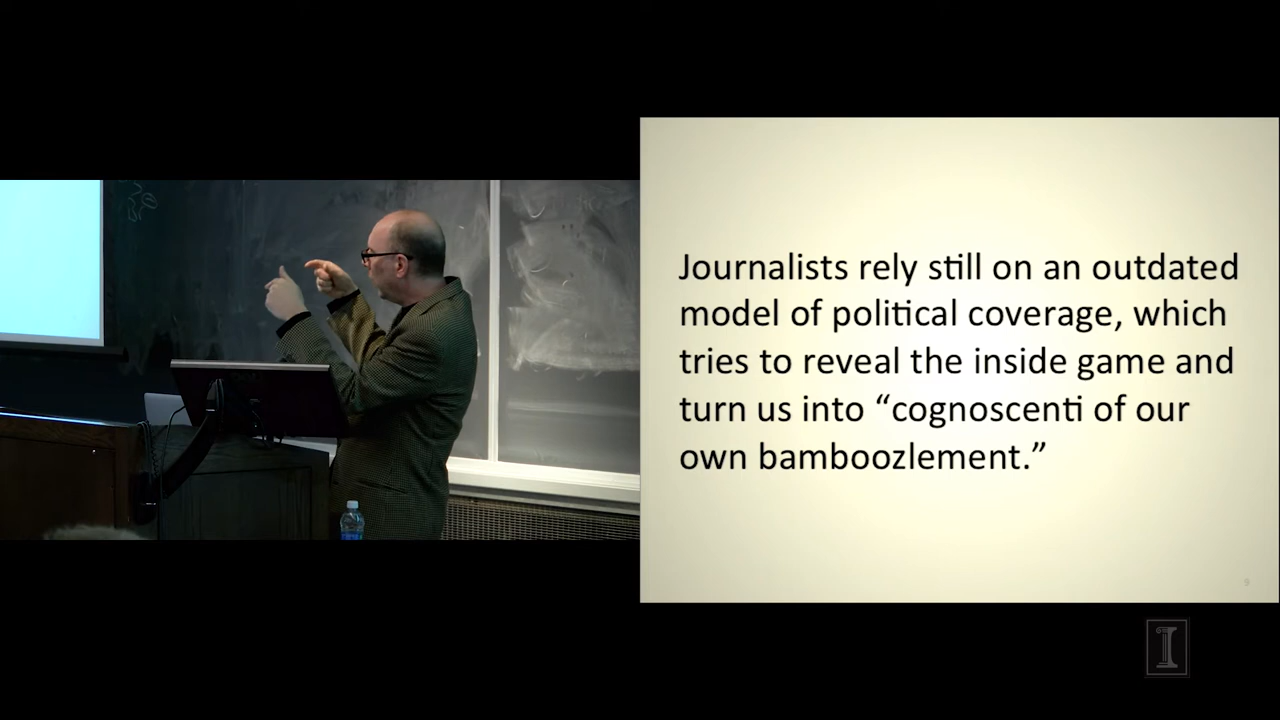 Journalists rely still on an outdated
model of political coverage, which
tries to reveal the inside game and
turn us into “cognoscenti of our
own bamboozlement.”
9
I